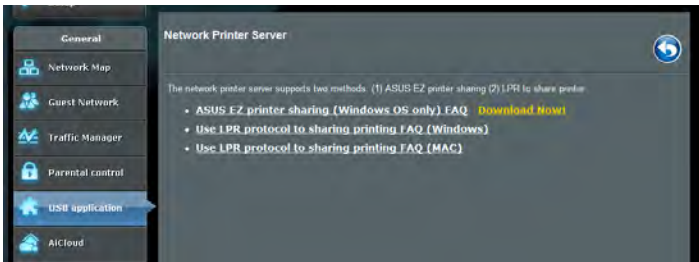 General
Network Map
Guest Network
Traffic Manager
Parental control
USB application
AiCloud
Network Printer Server
The network printer server supports two methods: (1) ASUS EZ printer sharing (2) LPR to share printer
ASUS EZ printer sharing (Windows OS only) FAQ Download Now!
Use LPR protocol to sharing printing FAQ (Windows)
Use LPR protocol to sharing printing FAQ (MAC)